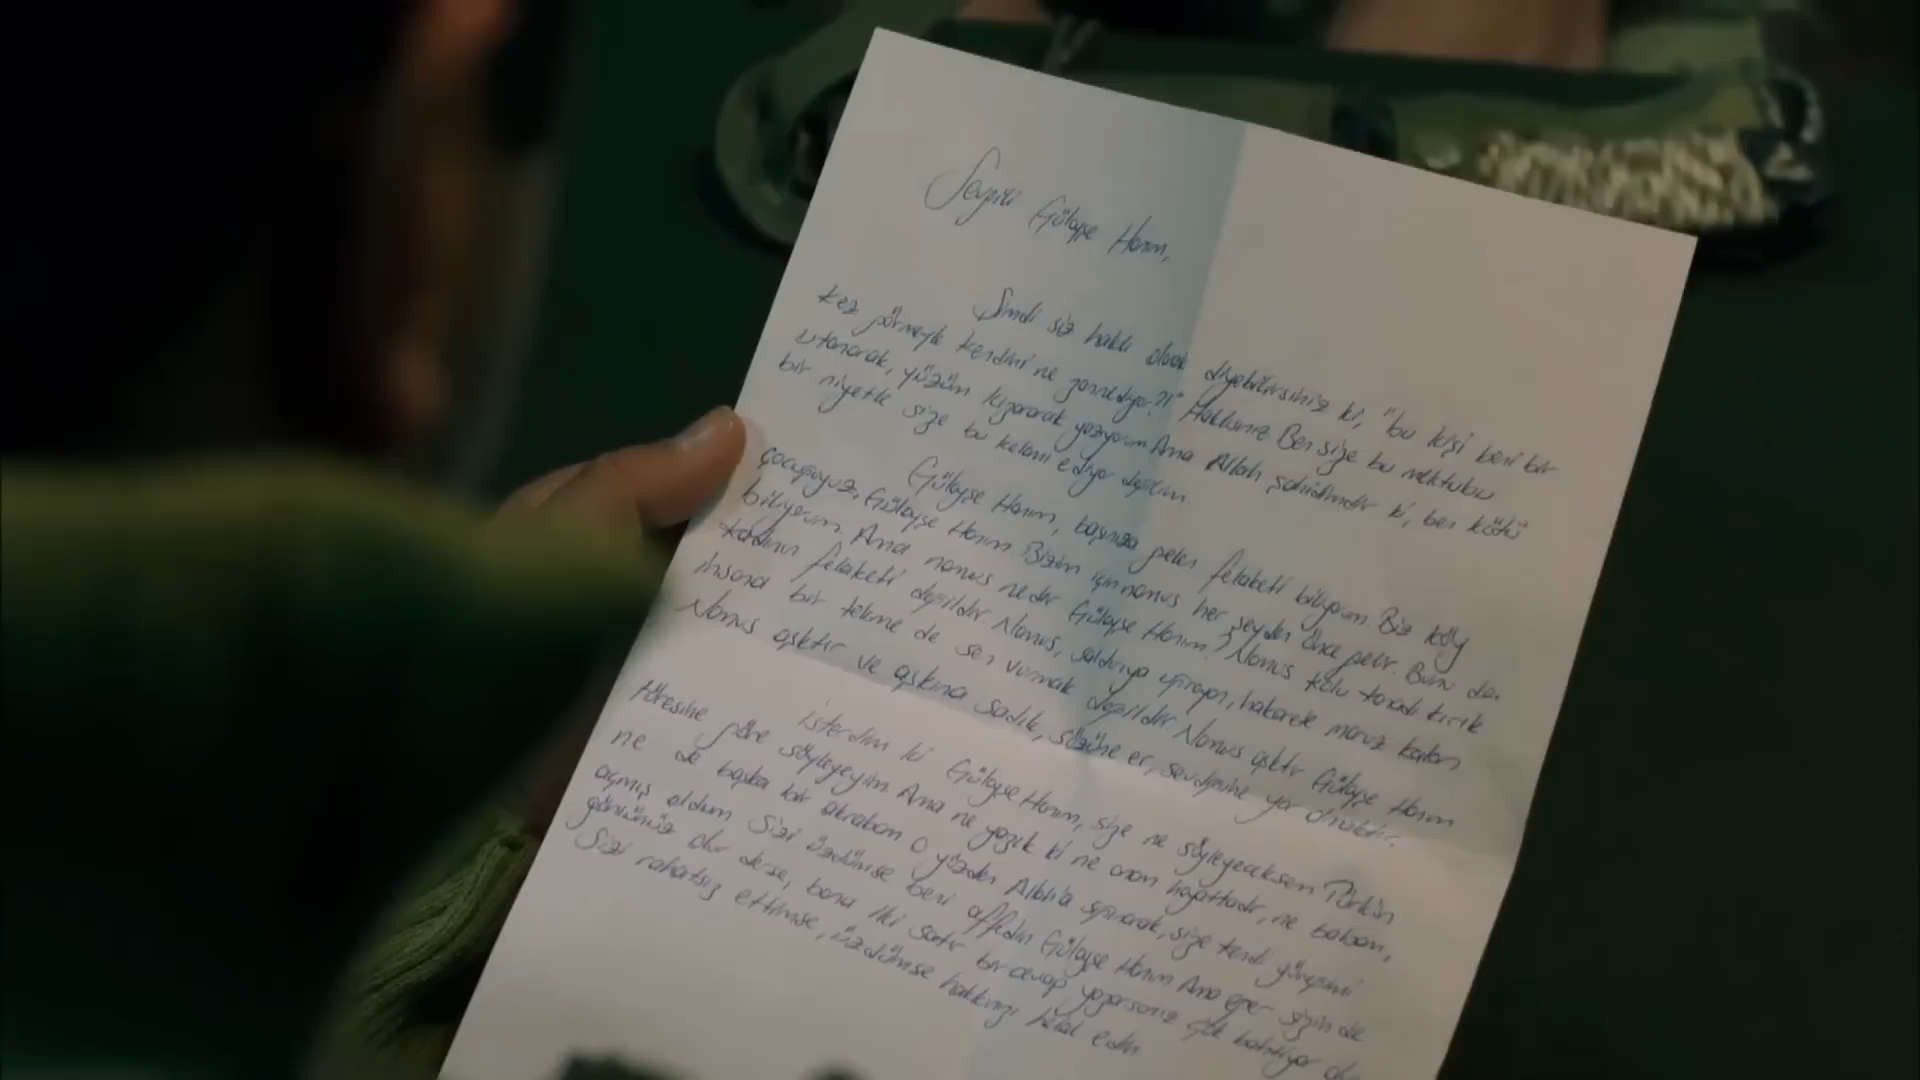 Saygılı Gülayşe Hanım,
Şimdi siz haklı olarak diyebilirsiniz ki, "bu kişi beni bir
kez görmeyle kendini ne zannediyor?!" Haklısınız Ben size bu mektubu
utanarak, yüzüm kızararak yazıyorum Ama Allah şahidimdir ki, ben kötü
bir niyetle size bu kelamı ediyor değilim.
Gülayşe Hanım, başınıza gelen felaketi biliyorum Biz köy
çocuğuyuz, Gülayşe Hanım. Bizim için namus her şeyden önce gelir. Bunu da
biliyorum. Ama namus nedir Gülayşe Hanım? Namus kolu kanadı kırık
kadının felaketi değildir Namus, saldırıya uğrayan, hakarete maruz kalan
insana bir tekme de sen vurmak değildir. Namus aşktır Gülayşe Hanım
Namus aşktır ve aşkına sadık, sözüne er, sevdiğine yar olmaktır.
İsterdim ki Gülayşe Hanım, size ne söyleyeceksem Türkün
töresine göre söyleyeyim. Ama ne yazık ki ne anam hayattadır, ne babam,
ne de başka bir akrabam O yüzden Allah'a sığınarak, size kendi yüreğimi
açmış oldum Sizi üzdümse beni affedin Gülayşe Hanım Ama eğer sizin de
gönlünüz olur derse, bana iki satır bir cevap yazarsanız çok bahtiyar
Sizi rahatsız ettimse, üzdümse hakkınızı helal edin